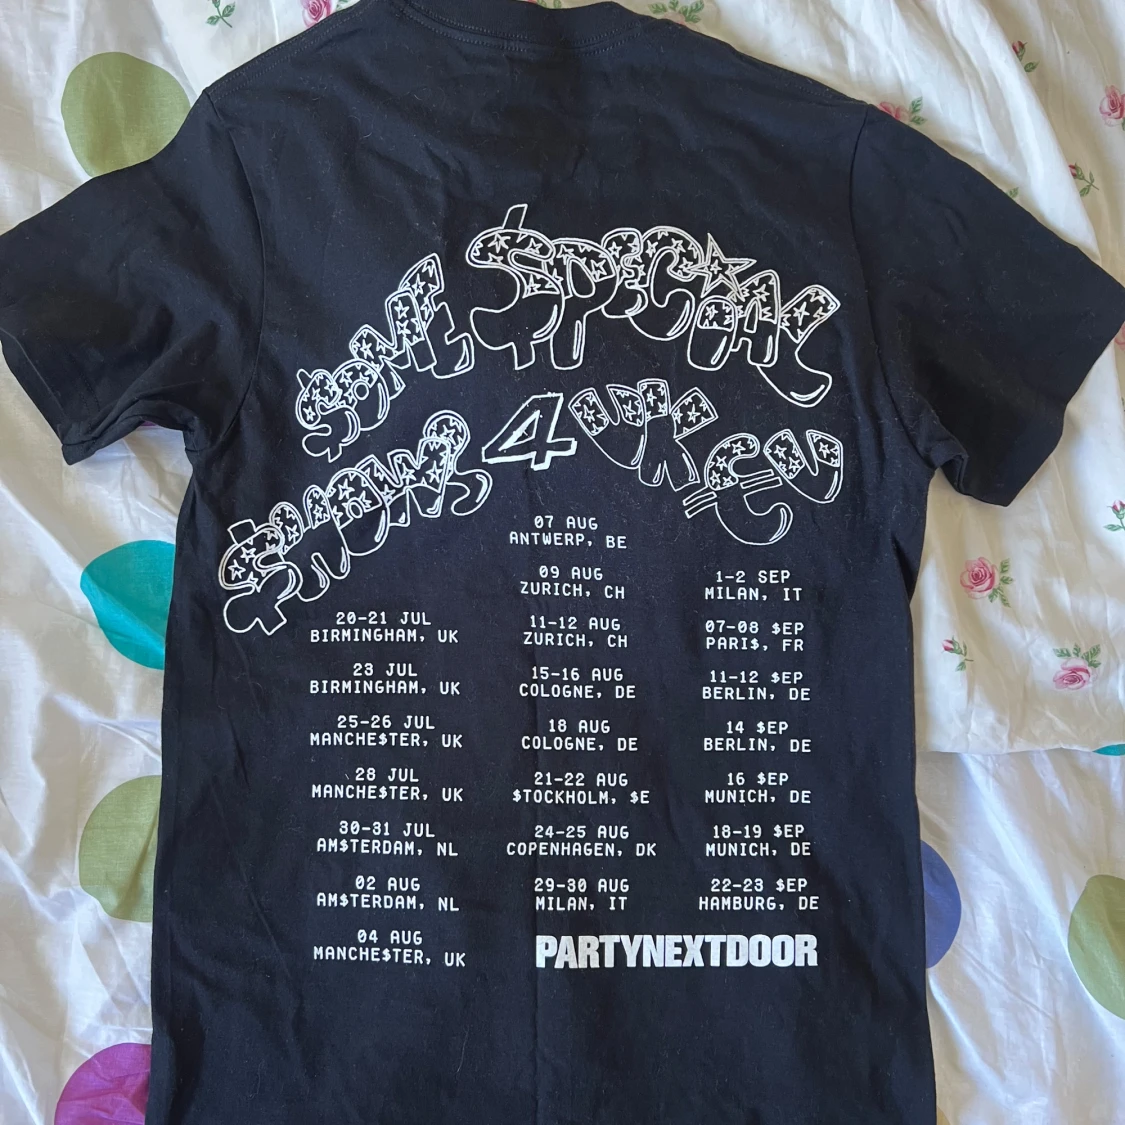 $OME $PECIAL
$HOW$ 4 UK EU
20-21 JUL
BIRMINGHAM, UK
23 JUL
BIRMINGHAM, UK
25-26 JUL
MANCHE$TER, UK
28 JUL
MANCHE$TER, UK
30-31 JUL
AM$TERDAM, NL
02 AUG
AM$TERDAM, NL
04 AUG
MANCHE$TER, UK
07 AUG
ANTWERP, BE
09 AUG
ZURICH, CH
11-12 AUG
ZURICH, CH
15-16 AUG
COLOGNE, DE
18 AUG
COLOGNE, DE
21-22 AUG
$TOCKHOLM, $E
24-25 AUG
COPENHAGEN, DK
29-30 AUG
MILAN, IT
1-2 SEP
MILAN, IT
07-08 $EP
PARI$, FR
11-12 $EP
BERLIN, DE
14 $EP
BERLIN, DE
16 $EP
MUNICH, DE
18-19 $EP
MUNICH, DE
22-23 $EP
HAMBURG, DE
PARTYNEXTDOOR